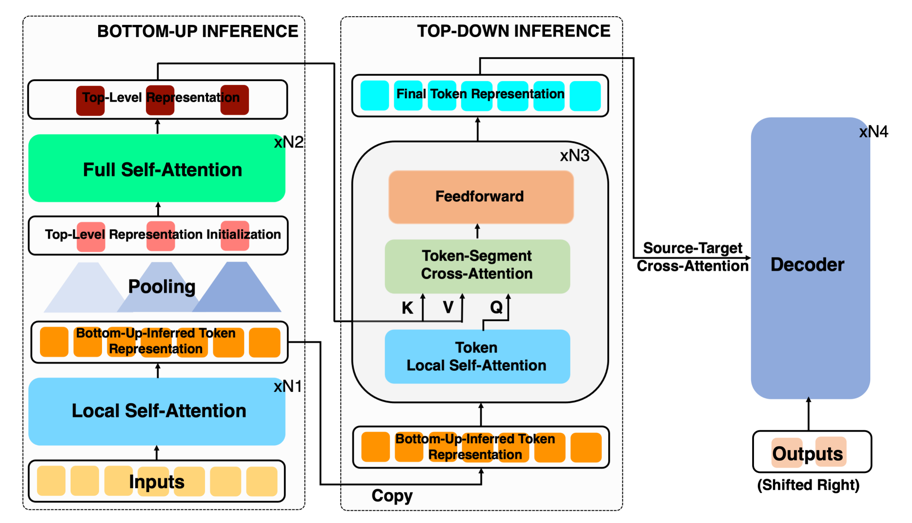 BOTTOM-UP INFERENCE
Top-Level Representation
xN2
Full Self-Attention
Top-Level Representation Initialization
Pooling
Bottom-Up-Inferred Token
Representation
xN1
Local Self-Attention
Inputs
Copy
TOP-DOWN INFERENCE
Final Token Representation
xN3
Feedforward
Token-Segment
Cross-Attention
K V Q
Token
Local Self-Attention
Bottom-Up-Inferred Token
Representation
Source-Target
Cross-Attention
xN4
Decoder
Outputs
(Shifted Right)